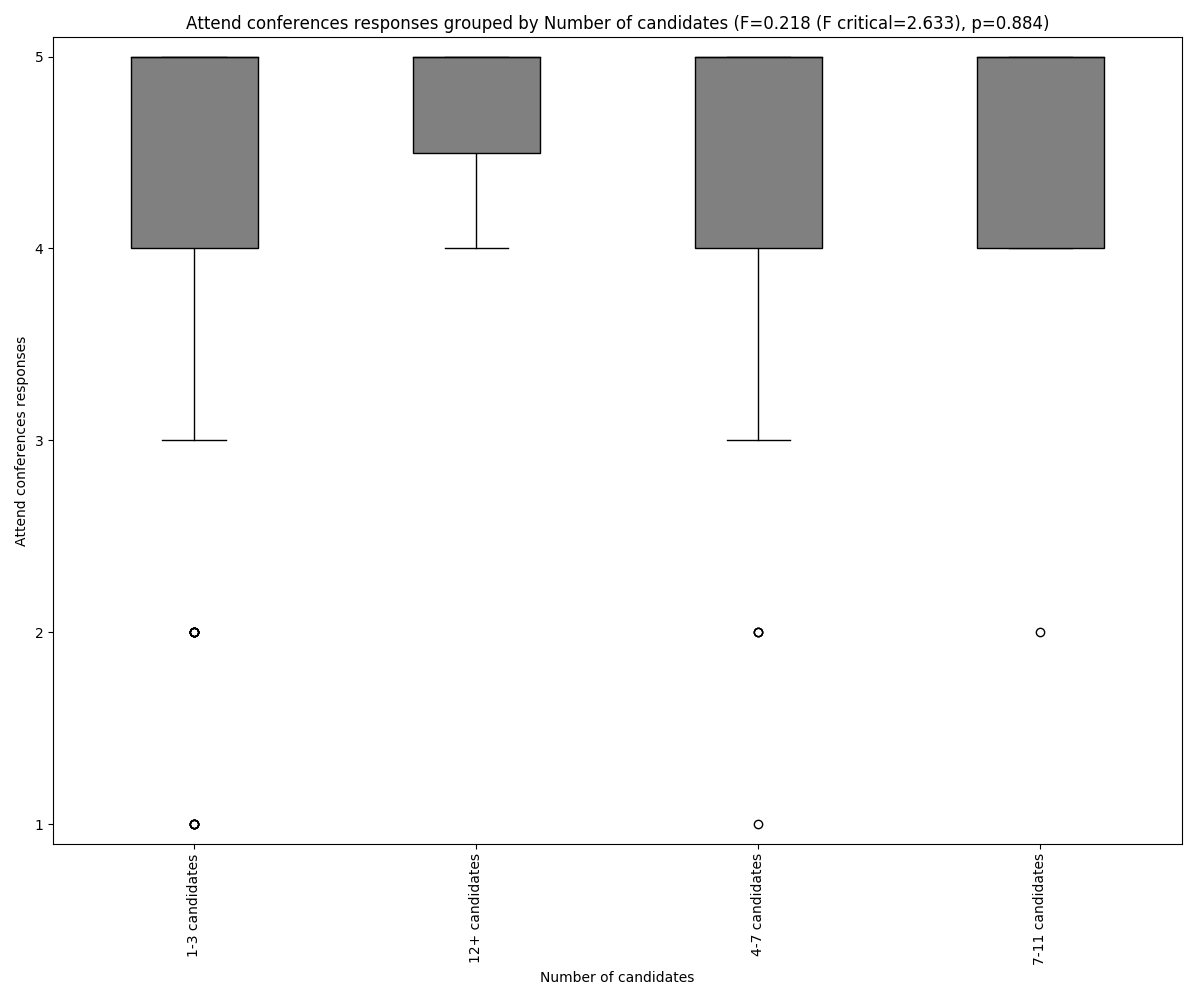 Attend conferences responses grouped by Number of candidates (F=0.218 (F critical=2.633), p=0.884)
Attend conferences responses
5
4
3
2
1
1-3 candidates
12+ candidates
4-7 candidates
7-11 candidates
Number of candidates